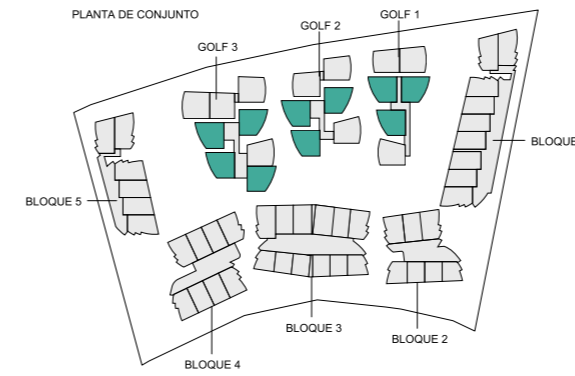 PLANTA DE CONJUNTO
GOLF 1
GOLF 2
GOLF 3
BLOQUE
BLOQUE 5
BLOQUE 3
BLOQUE 2
BLOQUE 4